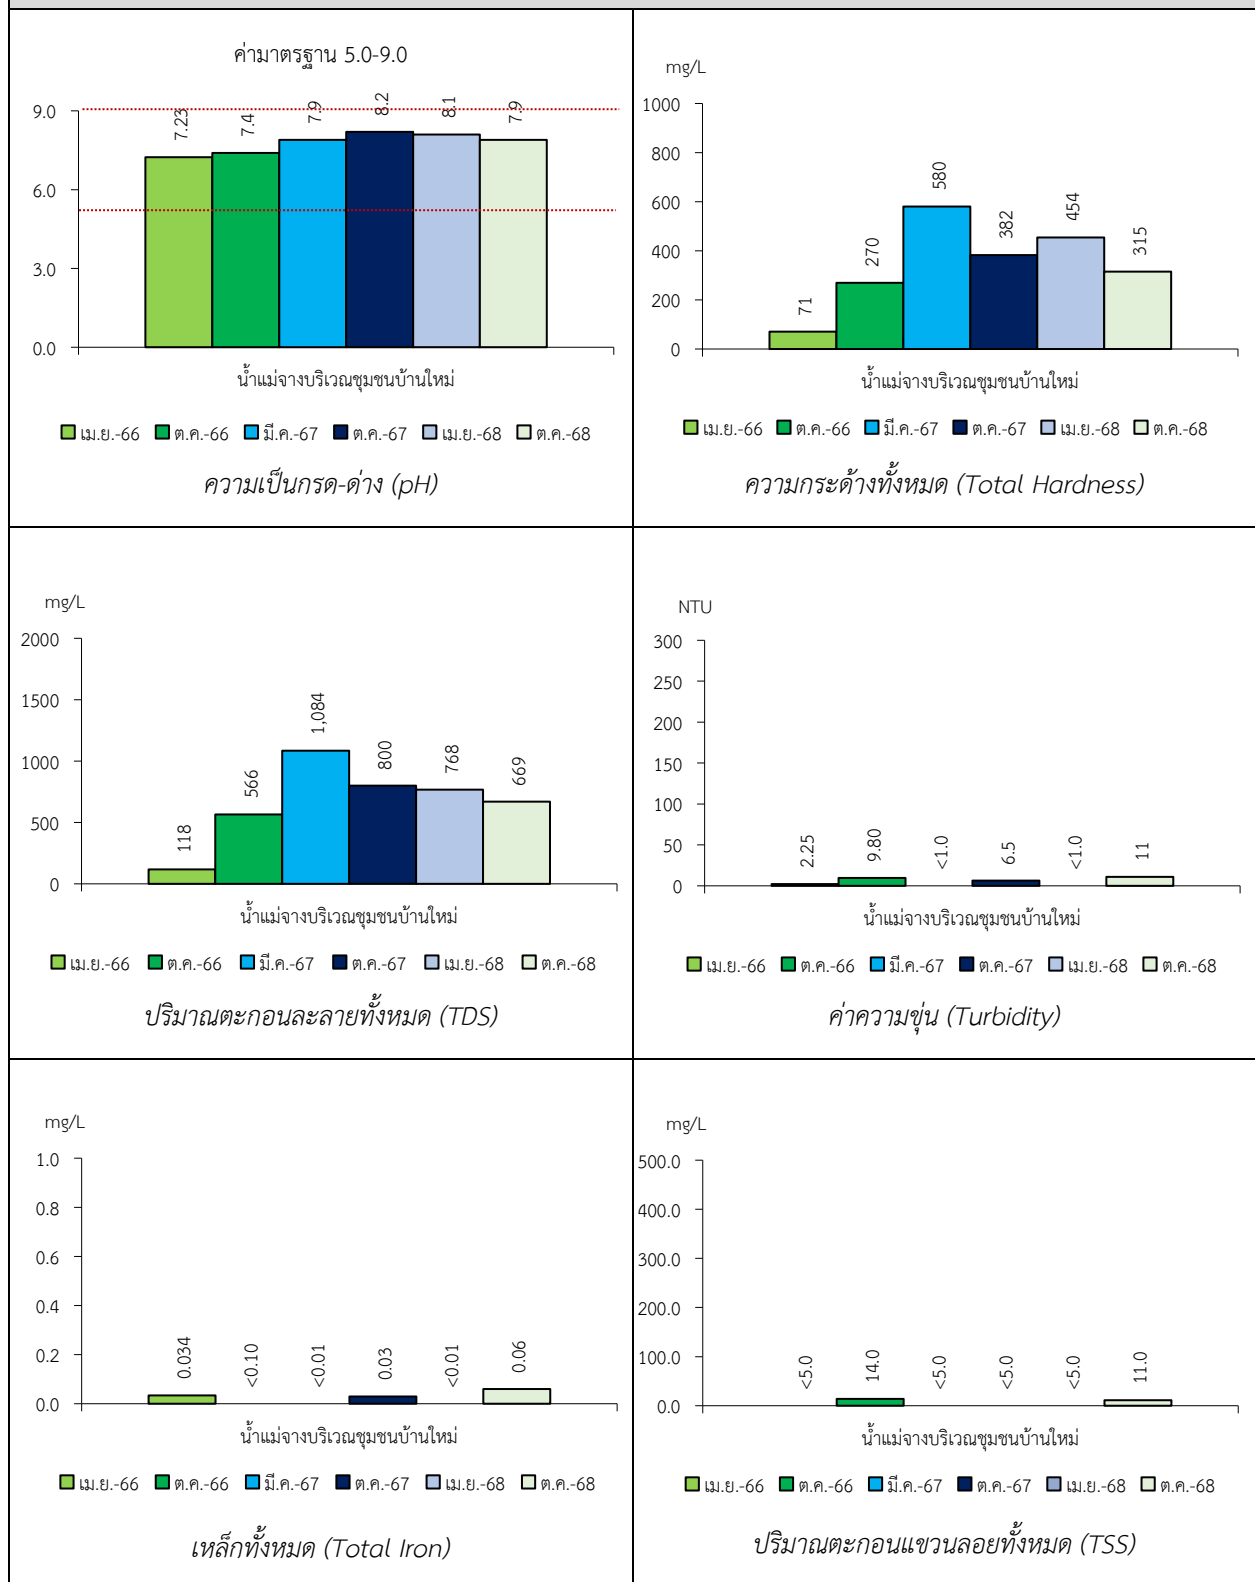 ค่ามาตรฐาน 5.0-9.0
9.0
6.0
3.0
0.0
7.23
7.4
7.9
8.2
8.1
7.9
น้ำแม่จางบริเวณชุมชนบ้านใหม่
เม.ย.-66 ต.ค.-66 มี.ค.-67 ต.ค.-67 เม.ย.-68 ต.ค.-68
ความเป็นกรด-ด่าง (pH)
mg/L
1000
800
600
400
200
0
71
270
580
382
454
315
น้ำแม่จางบริเวณชุมชนบ้านใหม่
เม.ย.-66 ต.ค.-66 มี.ค.-67 ต.ค.-67 เม.ย.-68 ต.ค.-68
ความกระด้างทั้งหมด (Total Hardness)
mg/L
2000
1500
1000
500
0
118
566
1,084
800
768
669
น้ำแม่จางบริเวณชุมชนบ้านใหม่
เม.ย.-66 ต.ค.-66 มี.ค.-67 ต.ค.-67 เม.ย.-68 ต.ค.-68
ปริมาณตะกอนละลายทั้งหมด (TDS)
NTU
300
250
200
150
100
50
0
2.25
9.80
<1.0
6.5
<1.0
11
น้ำแม่จางบริเวณชุมชนบ้านใหม่
เม.ย.-66 ต.ค.-66 มี.ค.-67 ต.ค.-67 เม.ย.-68 ต.ค.-68
ค่าความขุ่น (Turbidity)
mg/L
1.0
0.8
0.6
0.4
0.2
0.0
0.034
<0.10
<0.01
0.03
<0.01
0.06
น้ำแม่จางบริเวณชุมชนบ้านใหม่
เม.ย.-66 ต.ค.-66 มี.ค.-67 ต.ค.-67 เม.ย.-68 ต.ค.-68
เหล็กทั้งหมด (Total Iron)
mg/L
500.0
400.0
300.0
200.0
100.0
0.0
<5.0
14.0
<5.0
<5.0
<5.0
11.0
น้ำแม่จางบริเวณชุมชนบ้านใหม่
เม.ย.-66 ต.ค.-66 มี.ค.-67 ต.ค.-67 เม.ย.-68 ต.ค.-68
ปริมาณตะกอนแขวนลอยทั้งหมด (TSS)